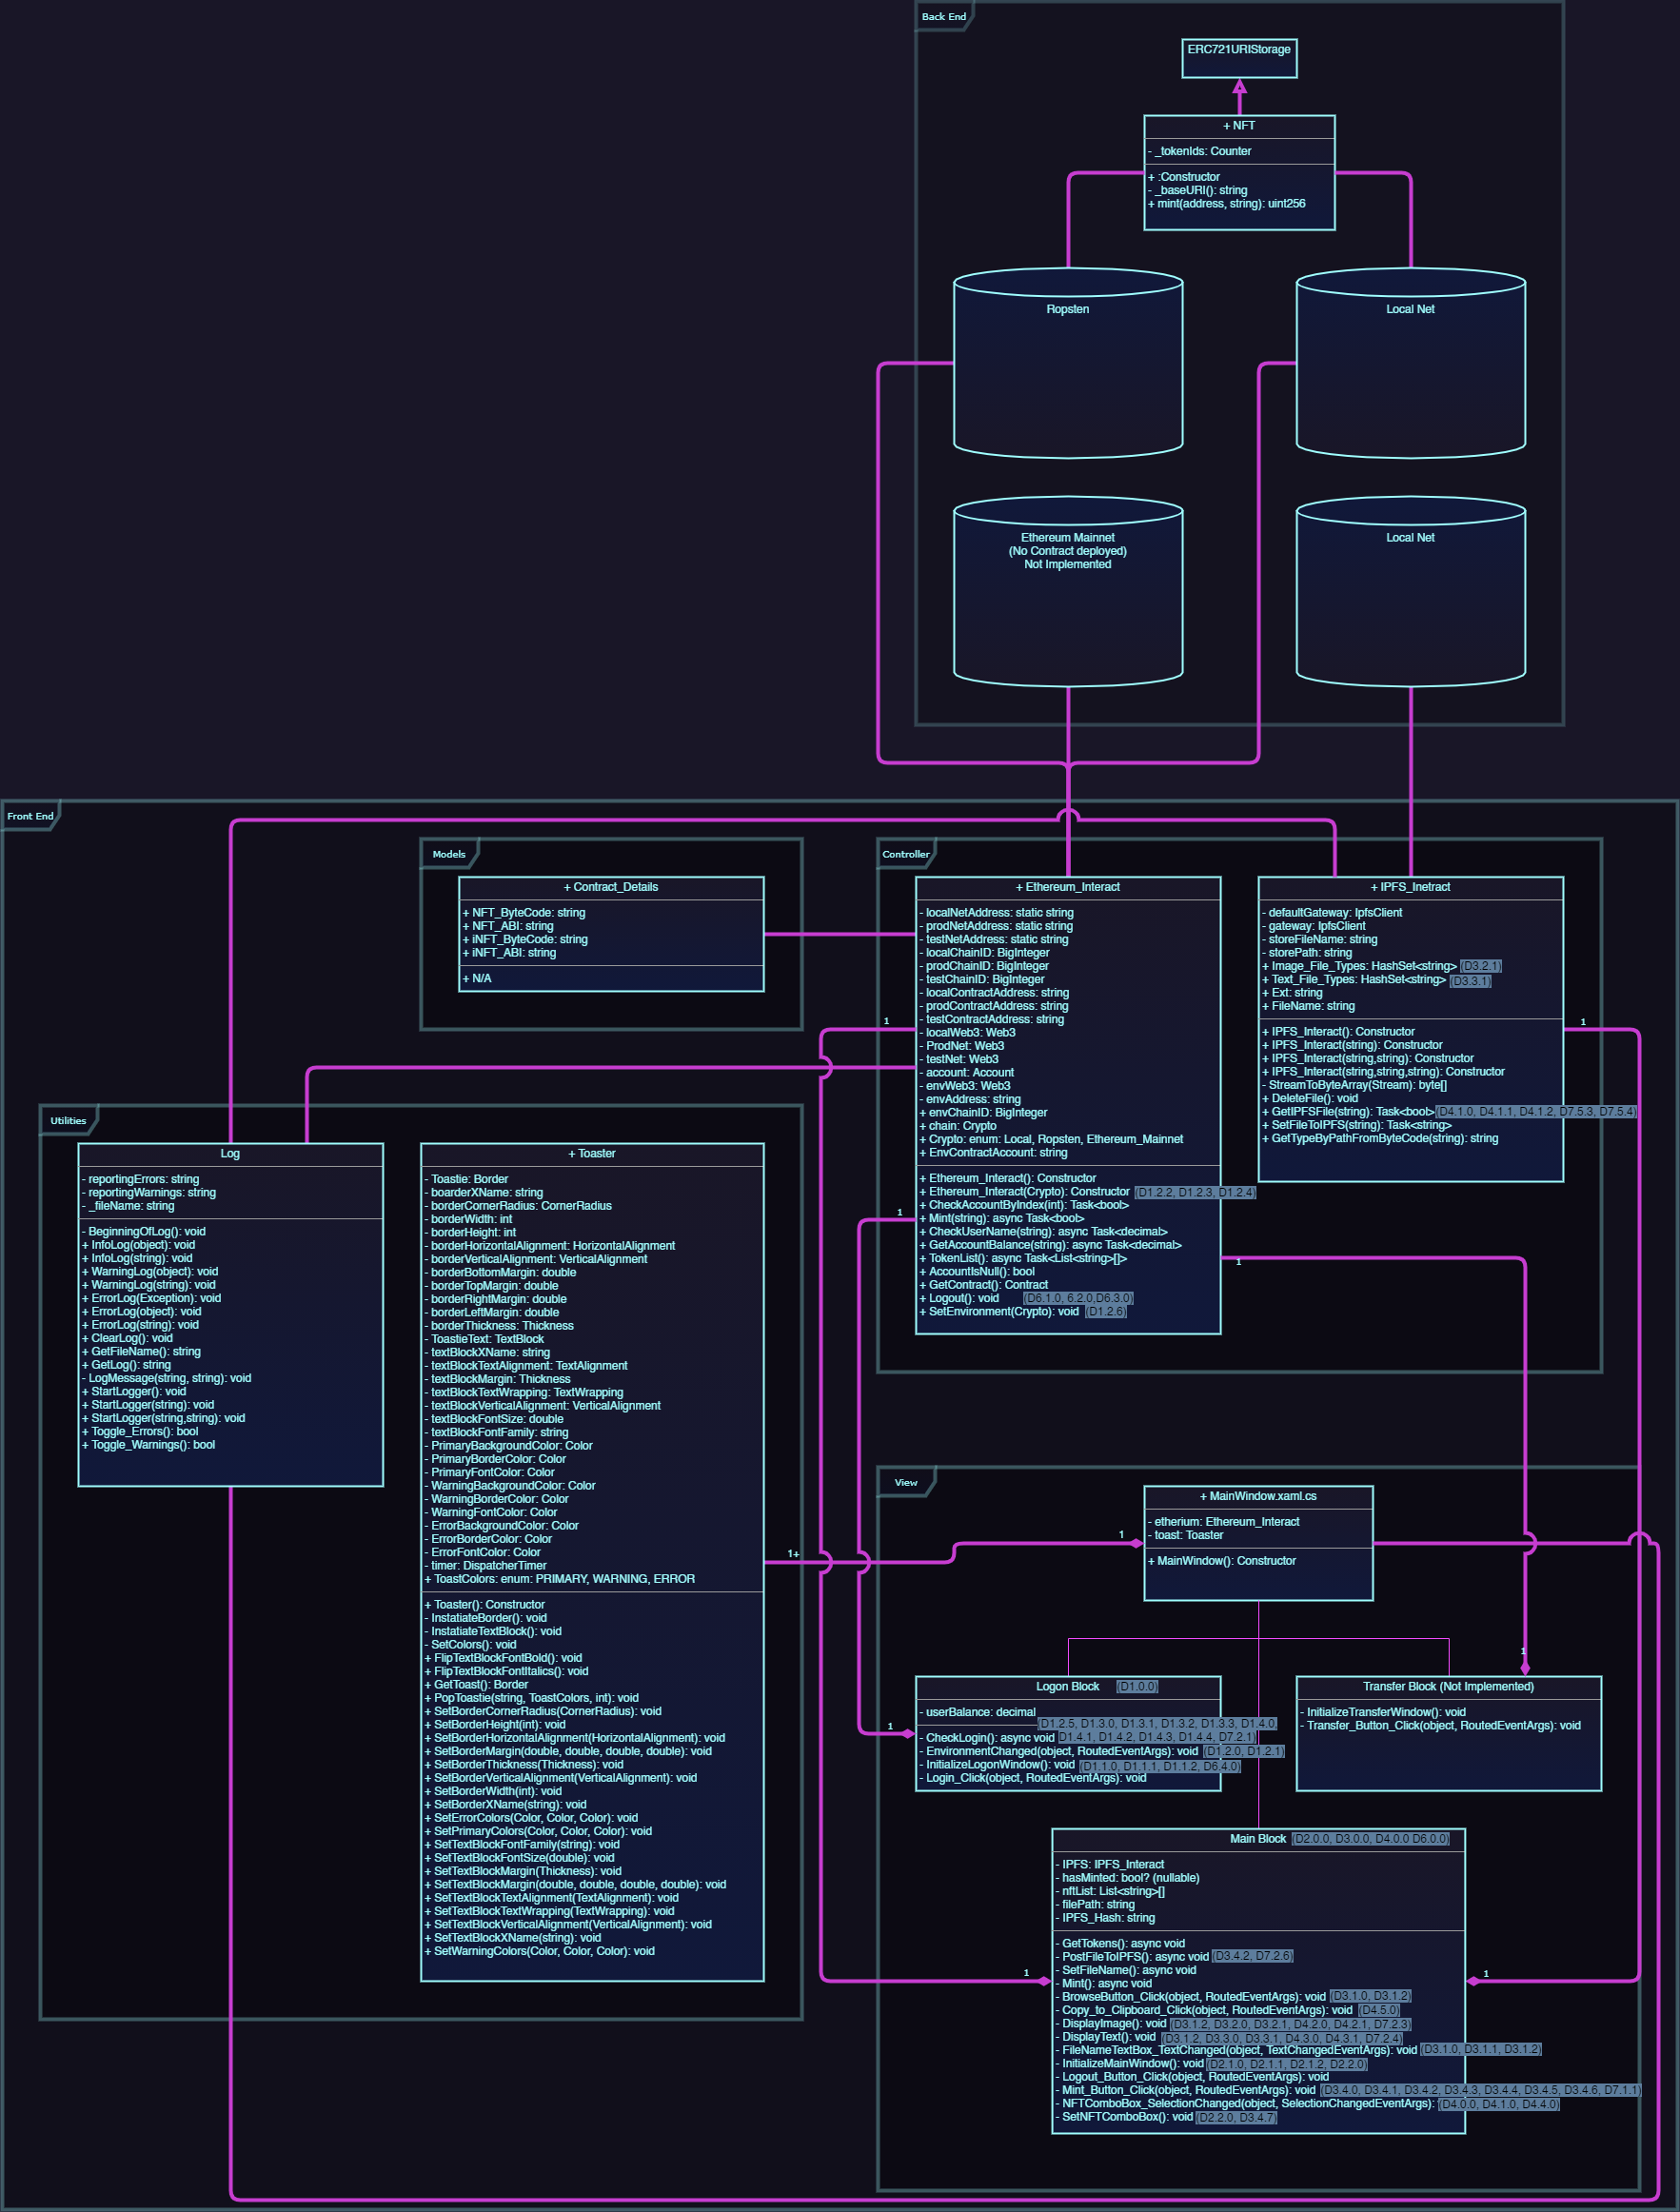 Back End
ERC721URIStorage
+ NFT
- _tokenIds: Counter
+ :Constructor
- _baseURI(): string
+ mint(address, string): uint256
Ropsten
Local Net
Ethereum Mainnet
(No Contract deployed)
Not Implemented
Local Net
Front End
Models
+ Contract_Details
+ NFT_ByteCode: string
+ NFT_ABI: string
+ iNFT_ByteCode: string
+ iNFT_ABI: string
+ N/A
Controller
+ Ethereum_Interact
- localNetAddress: static string
- prodNetAddress: static string
- testNetAddress: static string
- localChainID: BigInteger
- prodChainID: BigInteger
- testChainID: BigInteger
- localContractAddress: string
- prodContractAddress: string
- testContractAddress: string
- localWeb3: Web3
- ProdNet: Web3
- testNet: Web3
- account: Account
- envWeb3: Web3
- envAddress: string
+ envChainID: BigInteger
+ chain: Crypto
+ Crypto: enum: Local, Ropsten, Ethereum_Mainnet
+ EnvContractAccount: string
+ Ethereum_Interact(): Constructor
+ Ethereum_Interact(Crypto): Constructor (D1.2.2, D1.2.3, D1.2.4)
+ CheckAccountByIndex(int): Task<bool>
+ Mint(string): async Task<bool>
+ CheckUserName(string): async Task<decimal>
+ GetAccountBalance(string): async Task<decimal>
+ TokenList(): async Task<List<string>[]>
+ AccountIsNull(): bool
+ GetContract(): Contract
+ Logout(): void (D6.1.0, 6.2.0,D6.3.0)
+ SetEnvironment(Crypto): void (D1.2.6)
1
1
1
+ IPFS_Inetract
- defaultGateway: IpfsClient
- gateway: IpfsClient
- storeFileName: string
- storePath: string
+ Image_File_Types: HashSet<string> (D3.2.1)
+ Text_File_Types: HashSet<string> (D3.3.1)
+ Ext: string
+ FileName: string
+ IPFS_Interact(): Constructor
+ IPFS_Interact(string): Constructor
+ IPFS_Interact(string,string): Constructor
+ IPFS_Interact(string,string,string): Constructor
- StreamToByteArray(Stream): byte[]
+ DeleteFile(): void
+ GetIPFSFile(string): Task<bool> (D4.1.0, D4.1.1, D4.1.2, D7.5.3, D7.5.4)
+ SetFileToIPFS(string): Task<string>
+ GetTypeByPathFromByteCode(string): string
1
Utilities
Log
- reportingErrors: string
- reportingWarnings: string
- _fileName: string
- BeginningOfLog(): void
+ InfoLog(object): void
+ InfoLog(string): void
+ WarningLog(object): void
+ WarningLog(string): void
+ ErrorLog(Exception): void
+ ErrorLog(object): void
+ ErrorLog(string): void
+ ClearLog(): void
+ GetFileName(): string
+ GetLog(): string
- LogMessage(string, string): void
+ StartLogger(): void
+ StartLogger(string): void
+ StartLogger(string,string): void
+ Toggle_Errors(): bool
+ Toggle_Warnings(): bool
+ Toaster
- Toastie: Border
- boarderXName: string
- borderCornerRadius: CornerRadius
- borderWidth: int
- borderHeight: int
- borderHorizontalAlignment: HorizontalAlignment
- borderVerticalAlignment: VerticalAlignment
- borderBottomMargin: double
- borderTopMargin: double
- borderRightMargin: double
- borderLeftMargin: double
- borderThickness: Thickness
- ToastieText: TextBlock
- textBlockXName: string
- textBlockTextAlignment: TextAlignment
- textBlockMargin: Thickness
- textBlockTextWrapping: TextWrapping
- textBlockVerticalAlignment: VerticalAlignment
- textBlockFontSize: double
- textBlockFontFamily: string
- PrimaryBackgroundColor: Color
- PrimaryBorderColor: Color
- PrimaryFontColor: Color
- WarningBackgroundColor: Color
- WarningBorderColor: Color
- WarningFontColor: Color
- ErrorBackgroundColor: Color
- ErrorBorderColor: Color
- ErrorFontColor: Color
- timer: DispatcherTimer
+ ToastColors: enum: PRIMARY, WARNING, ERROR
+ Toaster(): Constructor
- InstatiateBorder(): void
- InstatiateTextBlock(): void
- SetColors(): void
+ FlipTextBlockFontBold(): void
+ FlipTextBlockFontItalics(): void
+ GetToast(): Border
+ PopToastie(string, ToastColors, int): void
+ SetBorderCornerRadius(CornerRadius): void
+ SetBorderHeight(int): void
+ SetBorderHorizontalAlignment(HorizontalAlignment): void
+ SetBorderMargin(double, double, double, double): void
+ SetBorderThickness(Thickness): void
+ SetBorderVerticalAlignment(VerticalAlignment): void
+ SetBorderWidth(int): void
+ SetBorderXName(string): void
+ SetErrorColors(Color, Color, Color): void
+ SetPrimaryColors(Color, Color, Color): void
+ SetTextBlockFontFamily(string): void
+ SetTextBlockFontSize(double): void
+ SetTextBlockMargin(Thickness): void
+ SetTextBlockMargin(double, double, double, double): void
+ SetTextBlockTextAlignment(TextAlignment): void
+ SetTextBlockTextWrapping(TextWrapping): void
+ SetTextBlockVerticalAlignment(VerticalAlignment): void
+ SetTextBlockXName(string): void
+ SetWarningColors(Color, Color, Color): void
1+
View
1
+ MainWindow.xaml.cs
- etherium: Ethereum_Interact
- toast: Toaster
+ MainWindow(): Constructor
1
Logon Block (D1.0.0)
- userBalance: decimal
(D1.2.5, D1.3.0, D1.3.1, D1.3.2, D1.3.3, D1.4.0,
- CheckLogin(): async void D1.4.1, D1.4.2, D1.4.3, D1.4.4, D7.2.1)
- EnvironmentChanged(object, RoutedEventArgs): void (D1.2.0, D1.2.1)
- InitializeLogonWindow(): void (D1.1.0, D1.1.1, D1.1.2, D6.4.0)
- Login_Click(object, RoutedEventArgs): void
1
Transfer Block (Not Implemented)
- InitializeTransferWindow(): void
- Transfer_Button_Click(object, RoutedEventArgs): void
Main Block (D2.0.0, D3.0.0, D4.0.0 D6.0.0)
- IPFS: IPFS_Interact
- hasMinted: bool? (nullable)
- nftList: List<string>[]
- filePath: string
- IPFS_Hash: string
- GetTokens(): async void
- PostFileToIPFS(): async void (D3.4.2, D7.2.6)
- SetFileName(): async void
- Mint(): async void
- BrowseButton_Click(object, RoutedEventArgs): void (D3.1.0, D3.1.2)
- Copy_to_Clipboard_Click(object, RoutedEventArgs): void (D4.5.0)
- DisplayImage(): void (D3.1.2, D3.2.0, D3.2.1, D4.2.0, D4.2.1, D7.2.3)
- DisplayText(): void (D3.1.2, D3.3.0, D3.3.1, D4.3.0, D4.3.1, D7.2.4)
- FileNameTextBox_TextChanged(object, TextChangedEventArgs): void (D3.1.0, D3.1.1, D3.1.2)
- InitializeMainWindow(): void (D2.1.0, D2.1.1, D2.1.2, D2.2.0)
- Logout_Button_Click(object, RoutedEventArgs): void
- Mint_Button_Click(object, RoutedEventArgs): void (D3.4.0, D3.4.1, D3.4.2, D3.4.3, D3.4.4, D3.4.5, D3.4.6, D7.1.1)
- NFTComboBox_SelectionChanged(object, SelectionChangedEventArgs): (D4.0.0, D4.1.0, D4.4.0)
- SetNFTComboBox(): void (D2.2.0, D3.4.7)
1
1